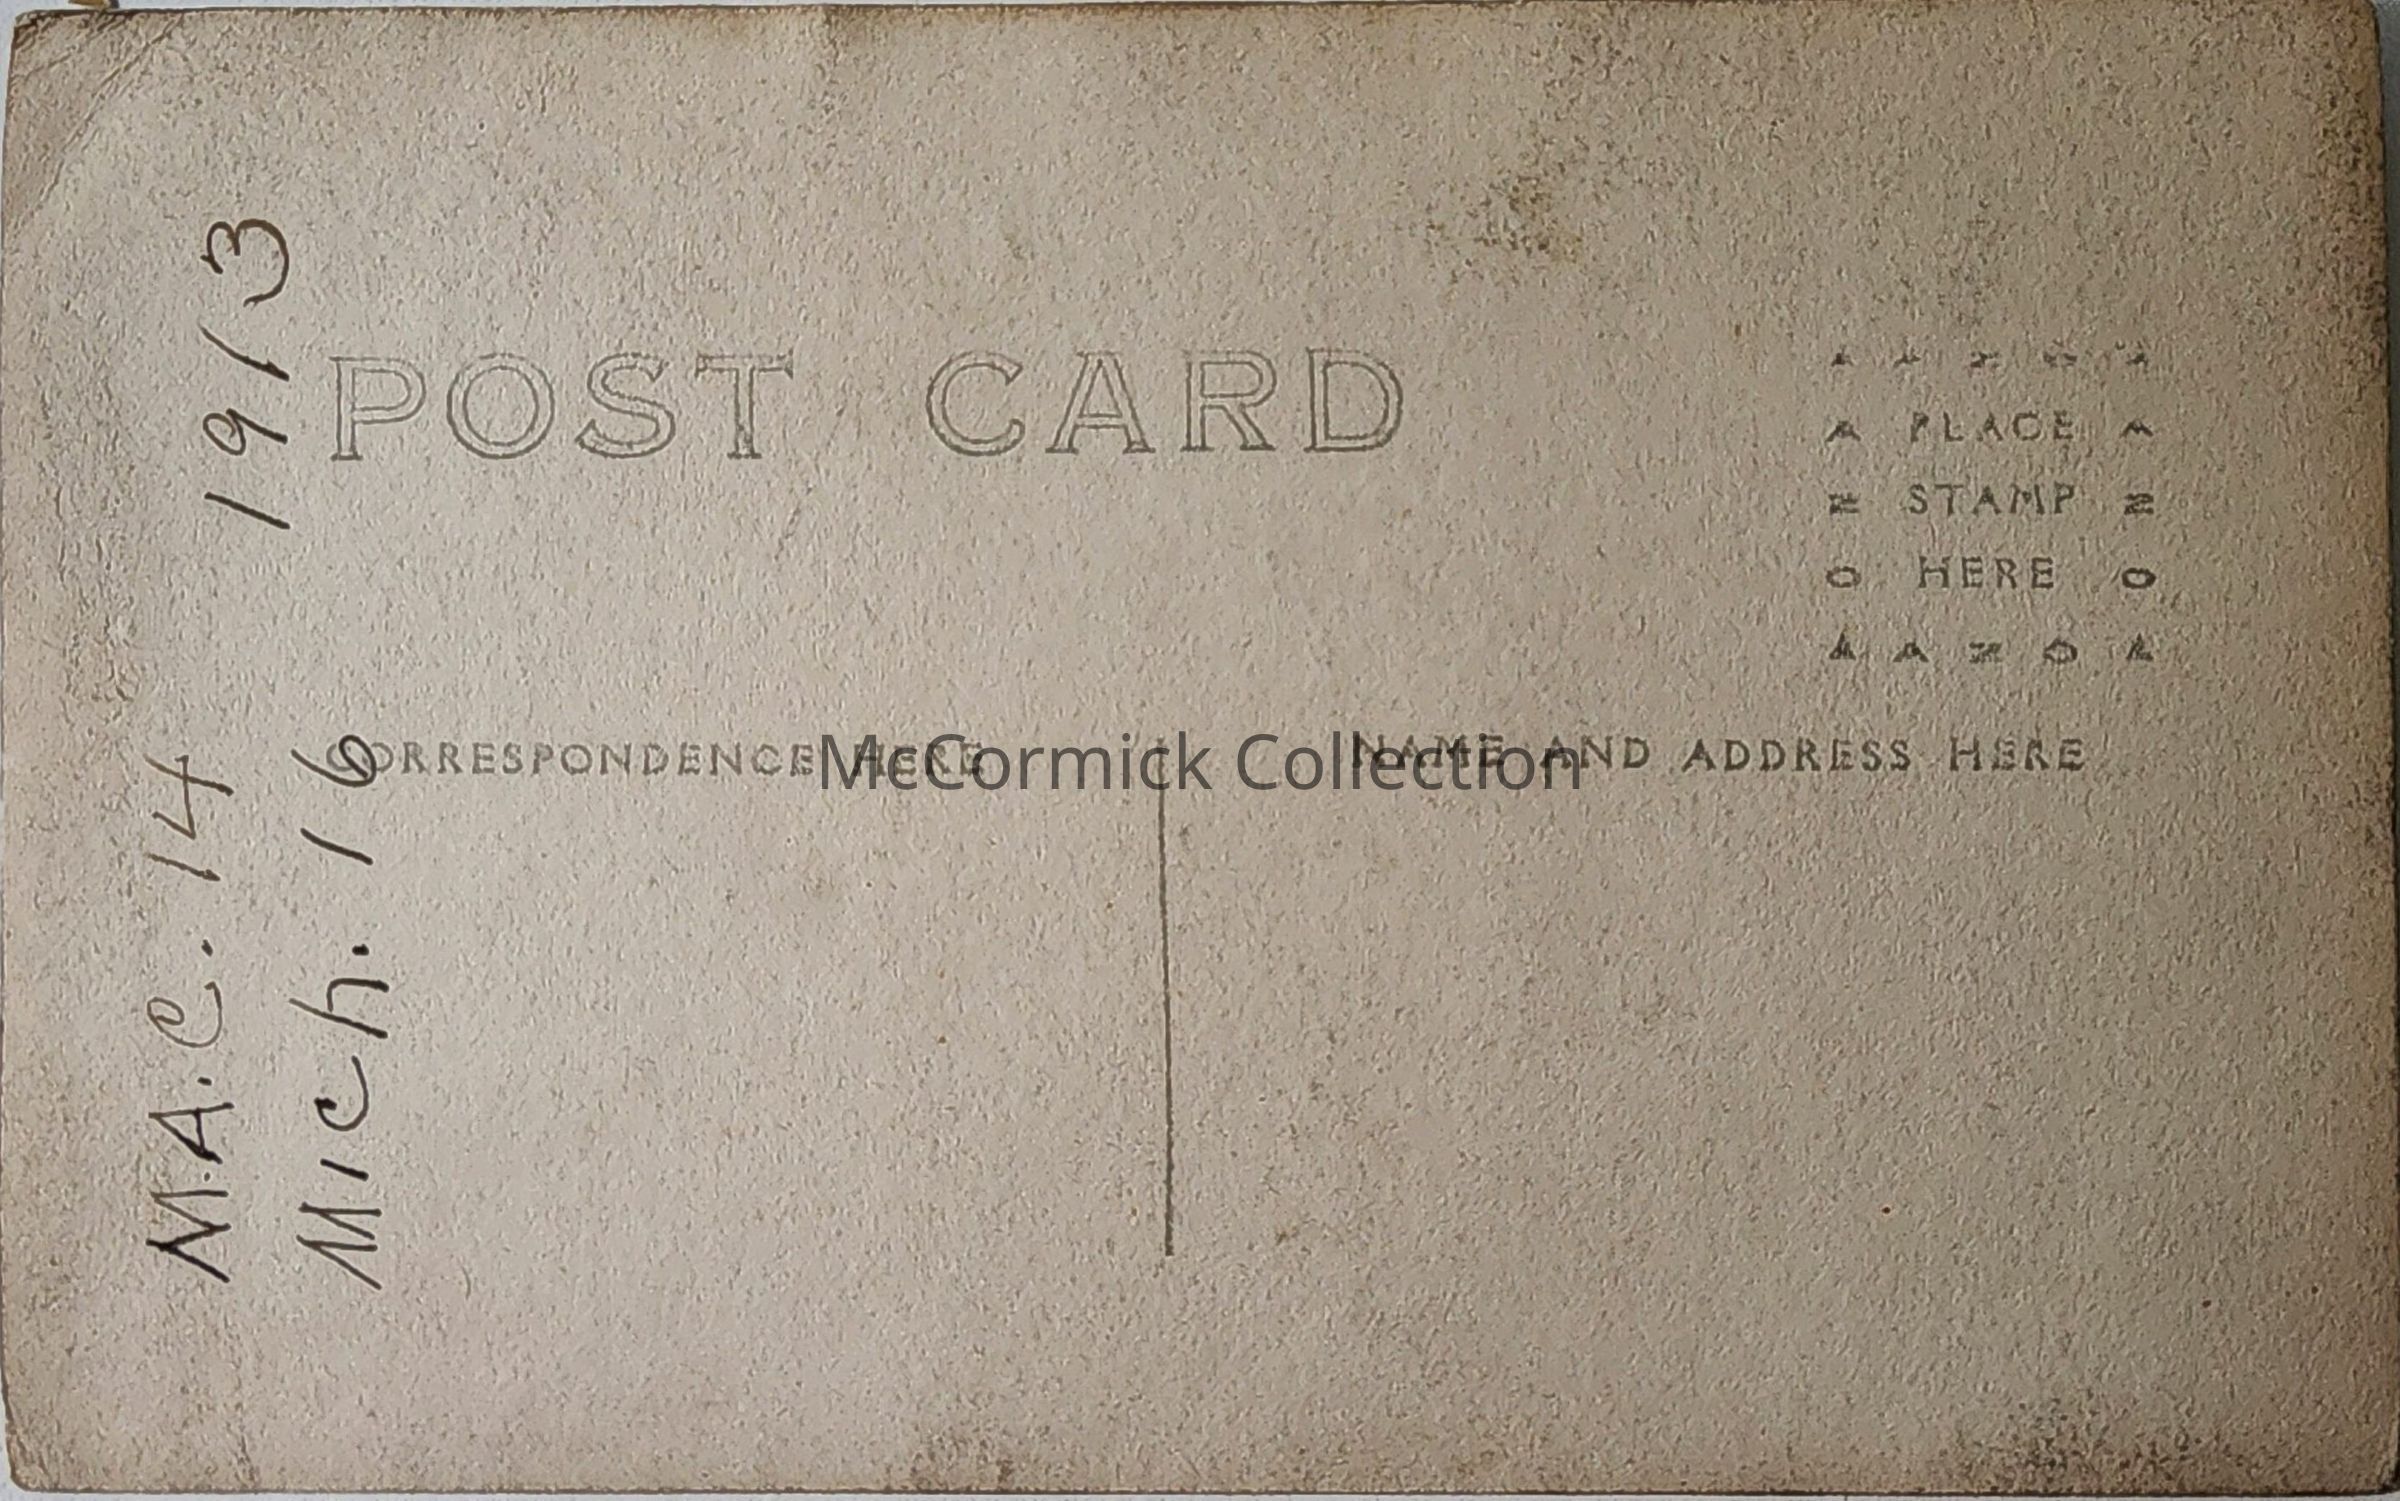 M.A.C. 14 1913
Mich. 16
POST CARD
PLACE
STAMP
HERE
CORRESPONDENCE HERE
NAME AND ADDRESS HERE
McCormick Collection